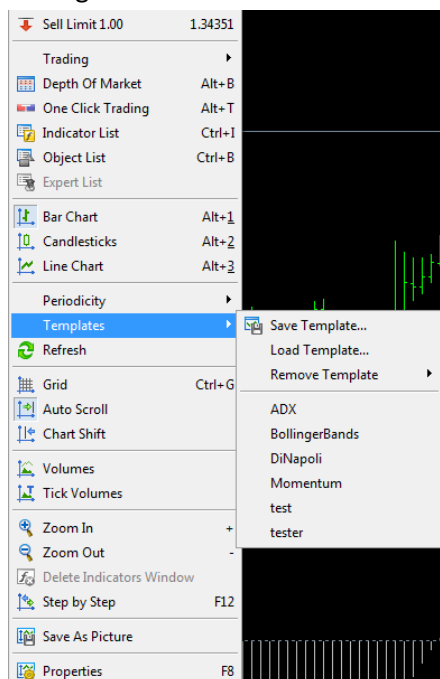 Sell Limit 1.00 1.34351
Trading
Depth Of Market Alt+B
One Click Trading Alt+T
Indicator List Ctrl+I
Object List Ctrl+B
Expert List
Bar Chart Alt+1
Candlesticks Alt+2
Line Chart Alt+3
Periodicity
Templates
Refresh
Grid Ctrl+G
Auto Scroll
Chart Shift
Volumes
Tick Volumes
Zoom In +
Zoom Out -
Delete Indicators Window
Step by Step F12
Save As Picture
Properties F8
Save Template...
Load Template...
Remove Template
ADX
BollingerBands
DiNapoli
Momentum
test
tester